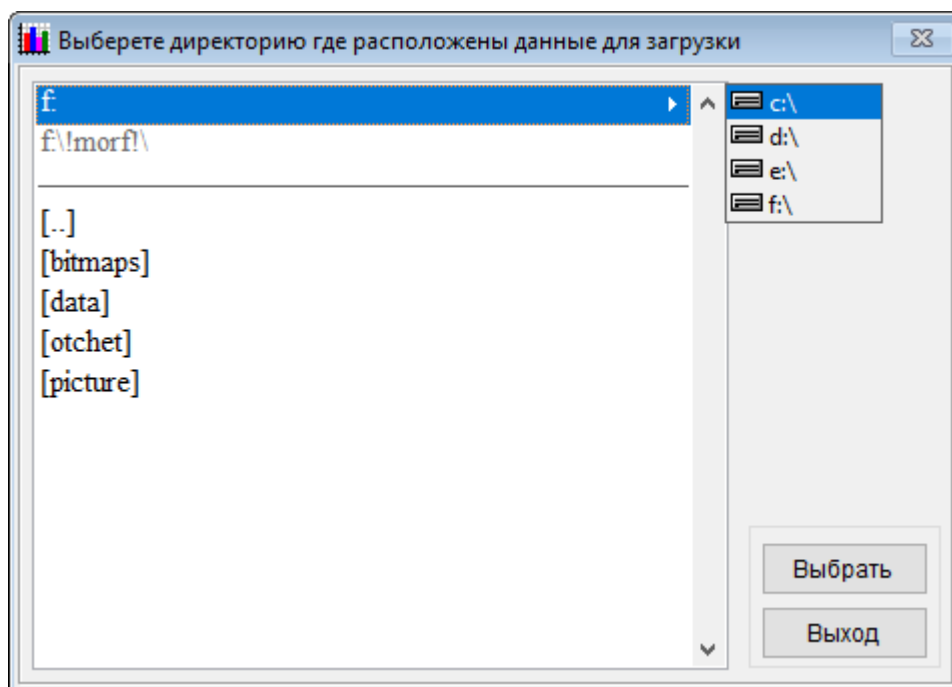 Выберете директорию где расположены данные для загрузки
f:
f:\!morf!\
[..]
[bitmaps]
[data]
[otchet]
[picture]
c:\
d:\
e:\
f:\
Выбрать
Выход